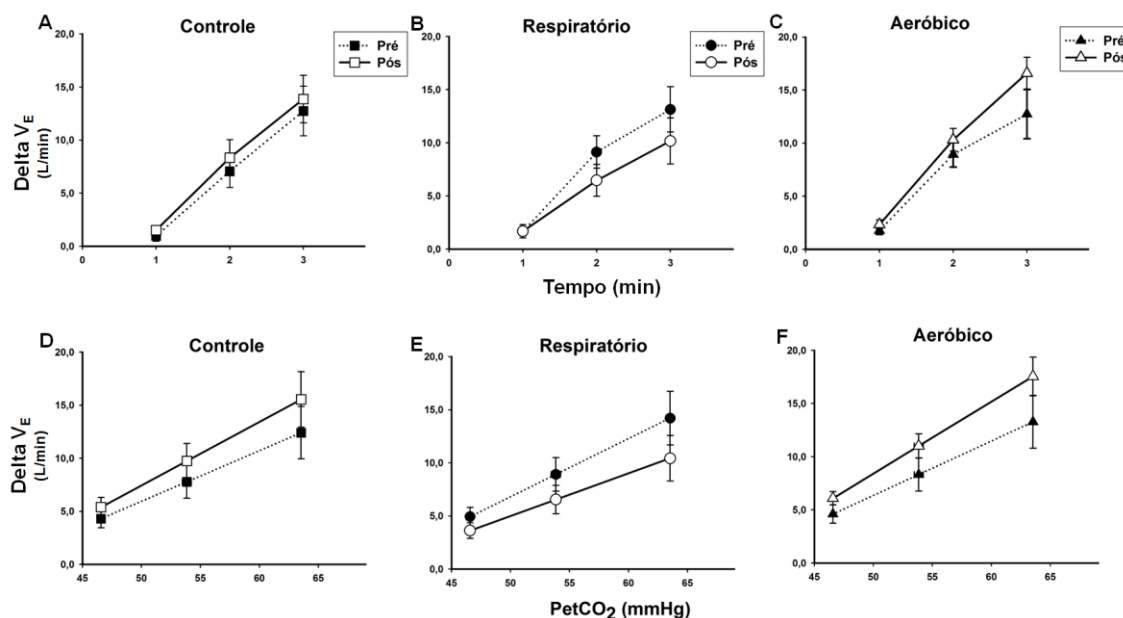 A
Controle
Pré
Pós
20,0
15,0
10,0
5,0
0,0
0
1
2
3
Delta VE
(L/min)
B
Respiratório
Pré
Pós
20,0
15,0
10,0
5,0
0,0
0
1
2
3
Tempo (min)
C
Aeróbico
Pré
Pós
20,0
15,0
10,0
5,0
0,0
0
1
2
3
D
Controle
20,0
15,0
10,0
5,0
0,0
45
50
55
60
65
Delta VE
(L/min)
E
Respiratório
20,0
15,0
10,0
5,0
0,0
45
50
55
60
65
PetCO2 (mmHg)
F
Aeróbico
20,0
15,0
10,0
5,0
0,0
45
50
55
60
65